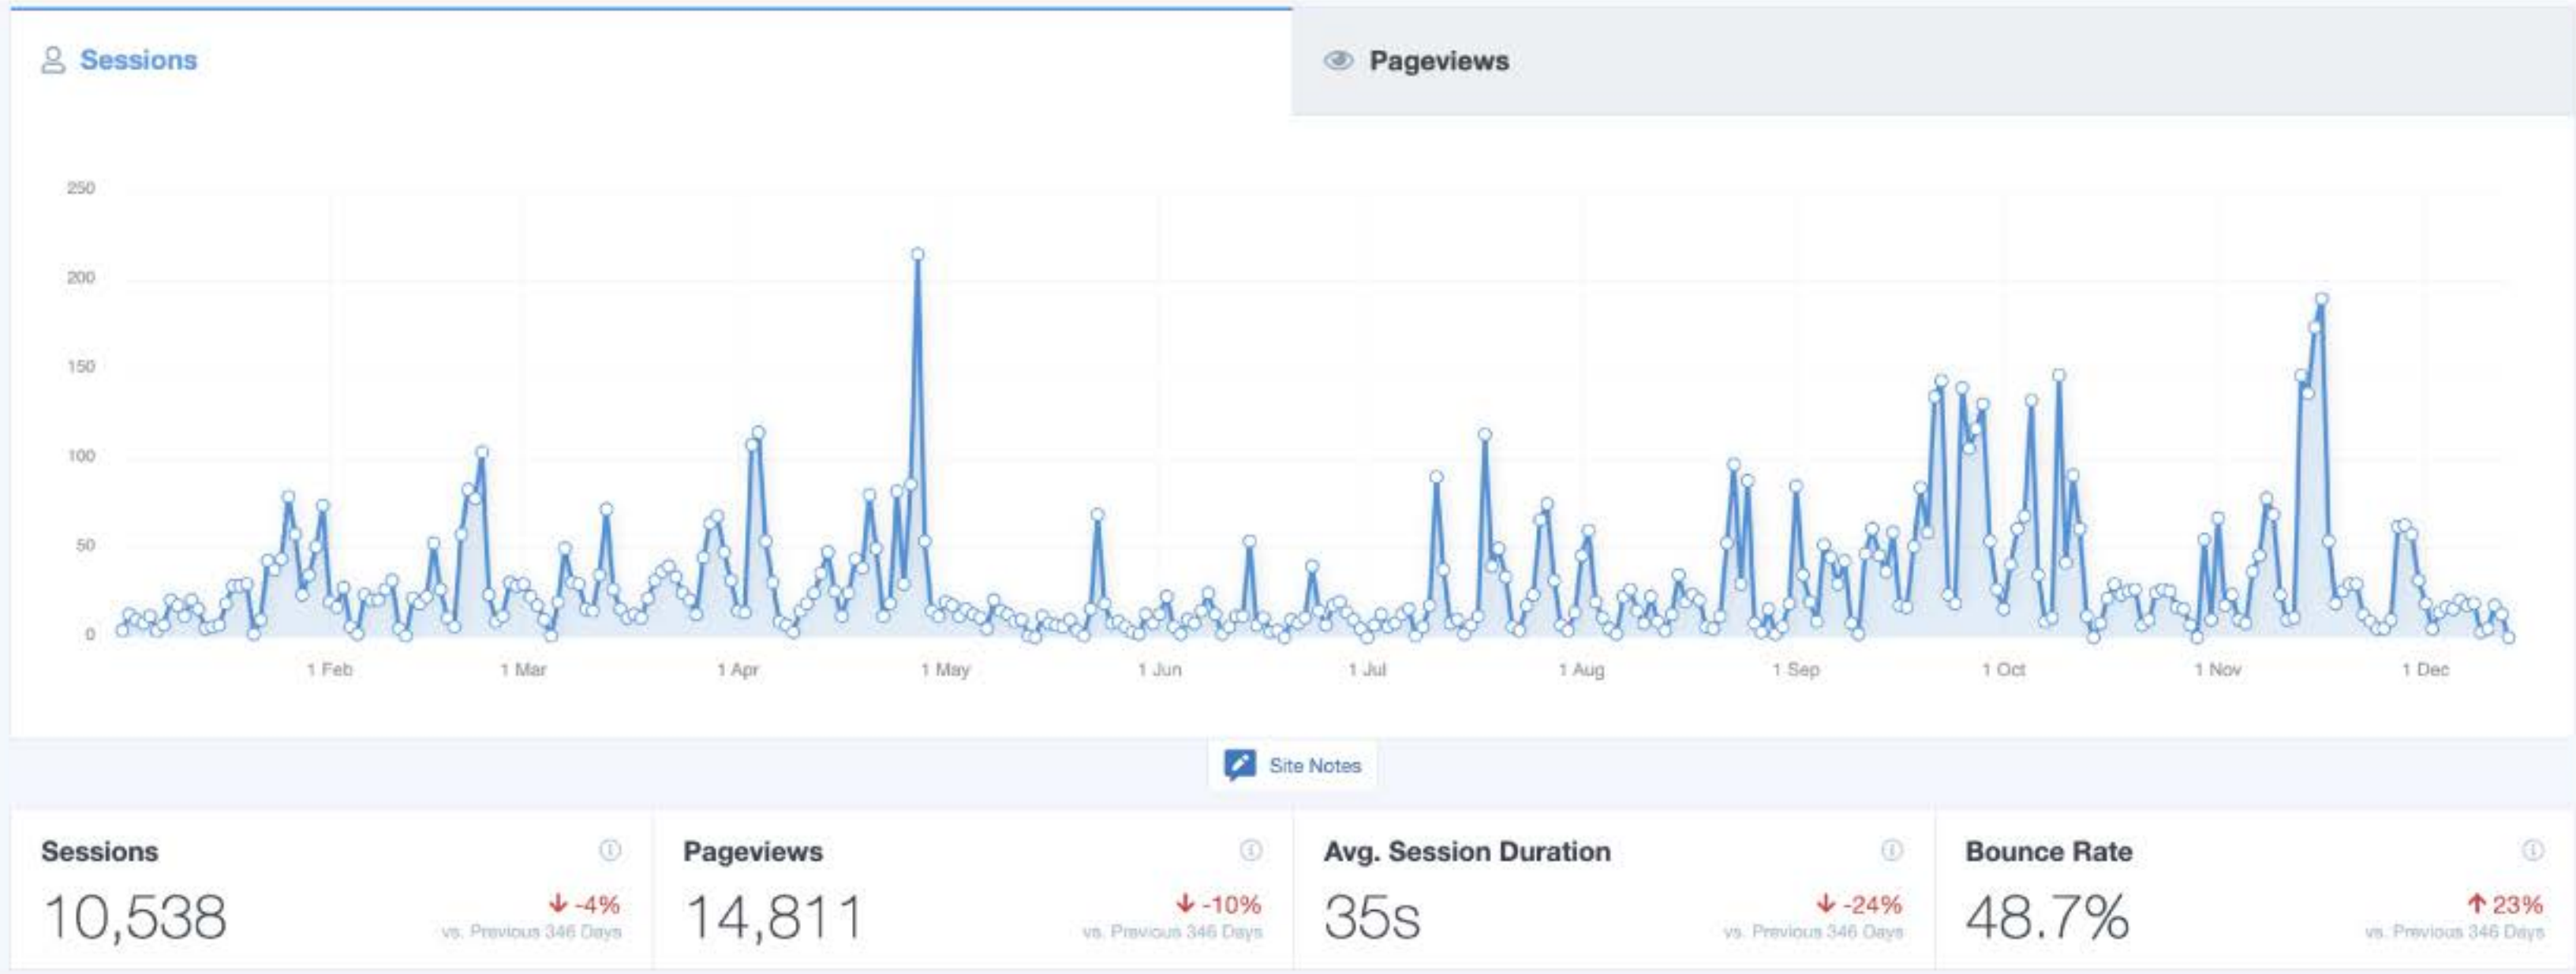 Sessions
Pageviews
250
200
150
100
50
0
1 Feb 1 Mar 1 Apr 1 May 1 Jun 1 Jul 1 Aug 1 Sep 1 Oct 1 Nov 1 Dec
Site Notes
Sessions
10,538
-4%
vs. Previous 346 Days
Pageviews
14,811
-10%
vs. Previous 346 Days
Avg. Session Duration
35s
-24%
vs. Previous 346 Days
Bounce Rate
48.7%
23%
vs. Previous 346 Days